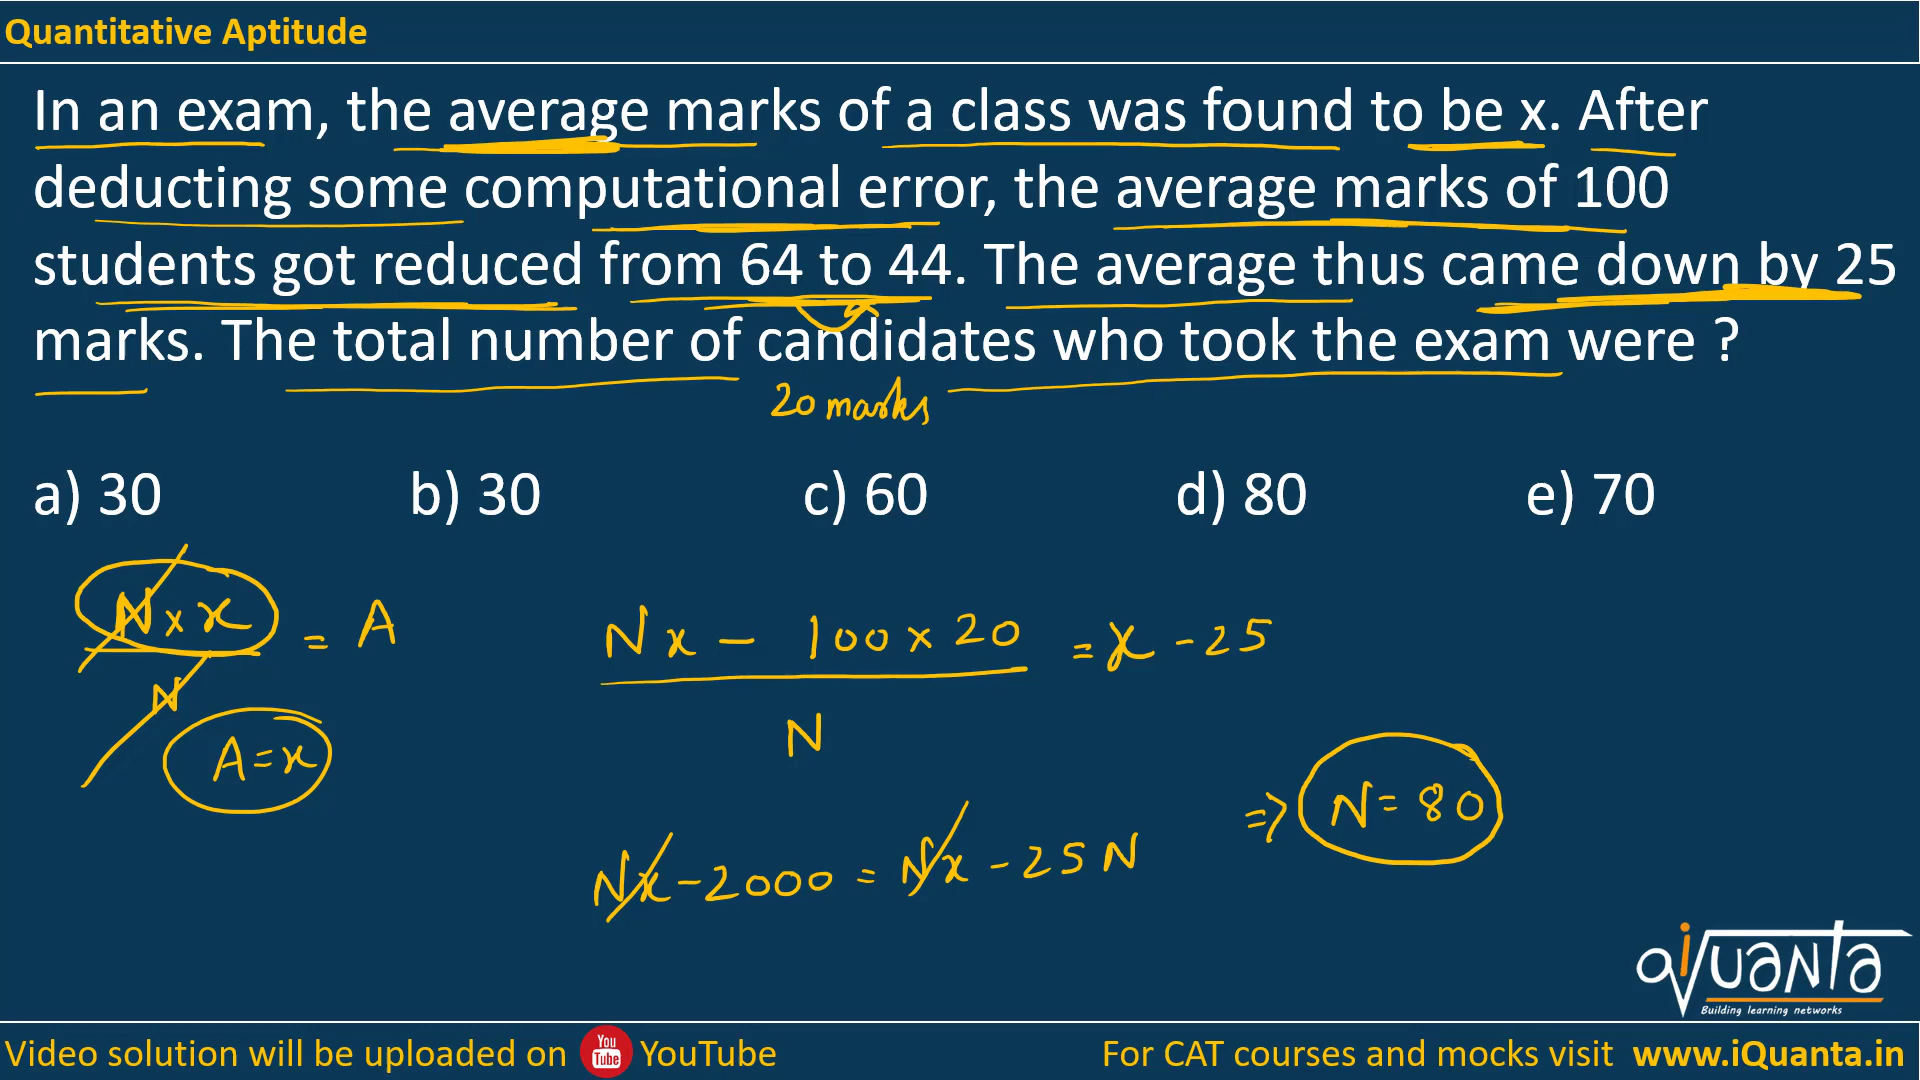 Quantitative Aptitude
In an exam, the average marks of a class was found to be x. After
deducting some computational error, the average marks of 100
students got reduced from 64 to 44. The average thus came down by 25
marks. The total number of candidates who took the exam were ?
20 marks
a) 30 b) 30 c) 60 d) 80 e) 70
N x x = A
N
A = x
Nx - 100 x 20 = x - 25
N
Nx - 2000 = Nx - 25 N
=> N = 80
iQuanta
Building learning networks
Video solution will be uploaded on You Tube YouTube
For CAT courses and mocks visit www.iQuanta.in